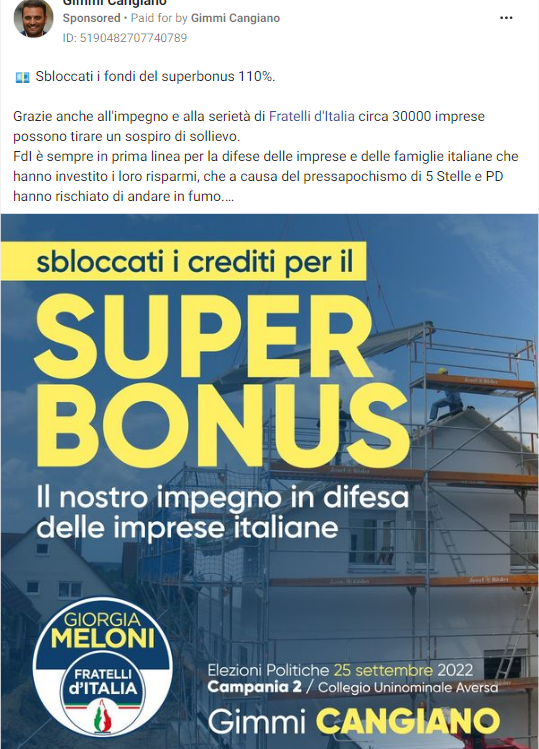 Gimmi Cangiano
Sponsored • Paid for by Gimmi Cangiano
ID: 5190482707740789
Sbloccati i fondi del superbonus 110%.
Grazie anche all'impegno e alla serietà di Fratelli d'Italia circa 30000 imprese
possono tirare un sospiro di sollievo.
FdI è sempre in prima linea per la difese delle imprese e delle famiglie italiane che
hanno investito i loro risparmi, che a causa del pressapochismo di 5 Stelle e PD
hanno rischiato di andare in fumo....
sbloccati i crediti per il
SUPER
BONUS
Il nostro impegno in difesa
delle imprese italiane
GIORGIA
MELONI
FRATELLI
d'ITALIA
Elezioni Politiche 25 settembre 2022
Campania 2 / Collegio Uninominale Aversa
Gimmi CANGIANO